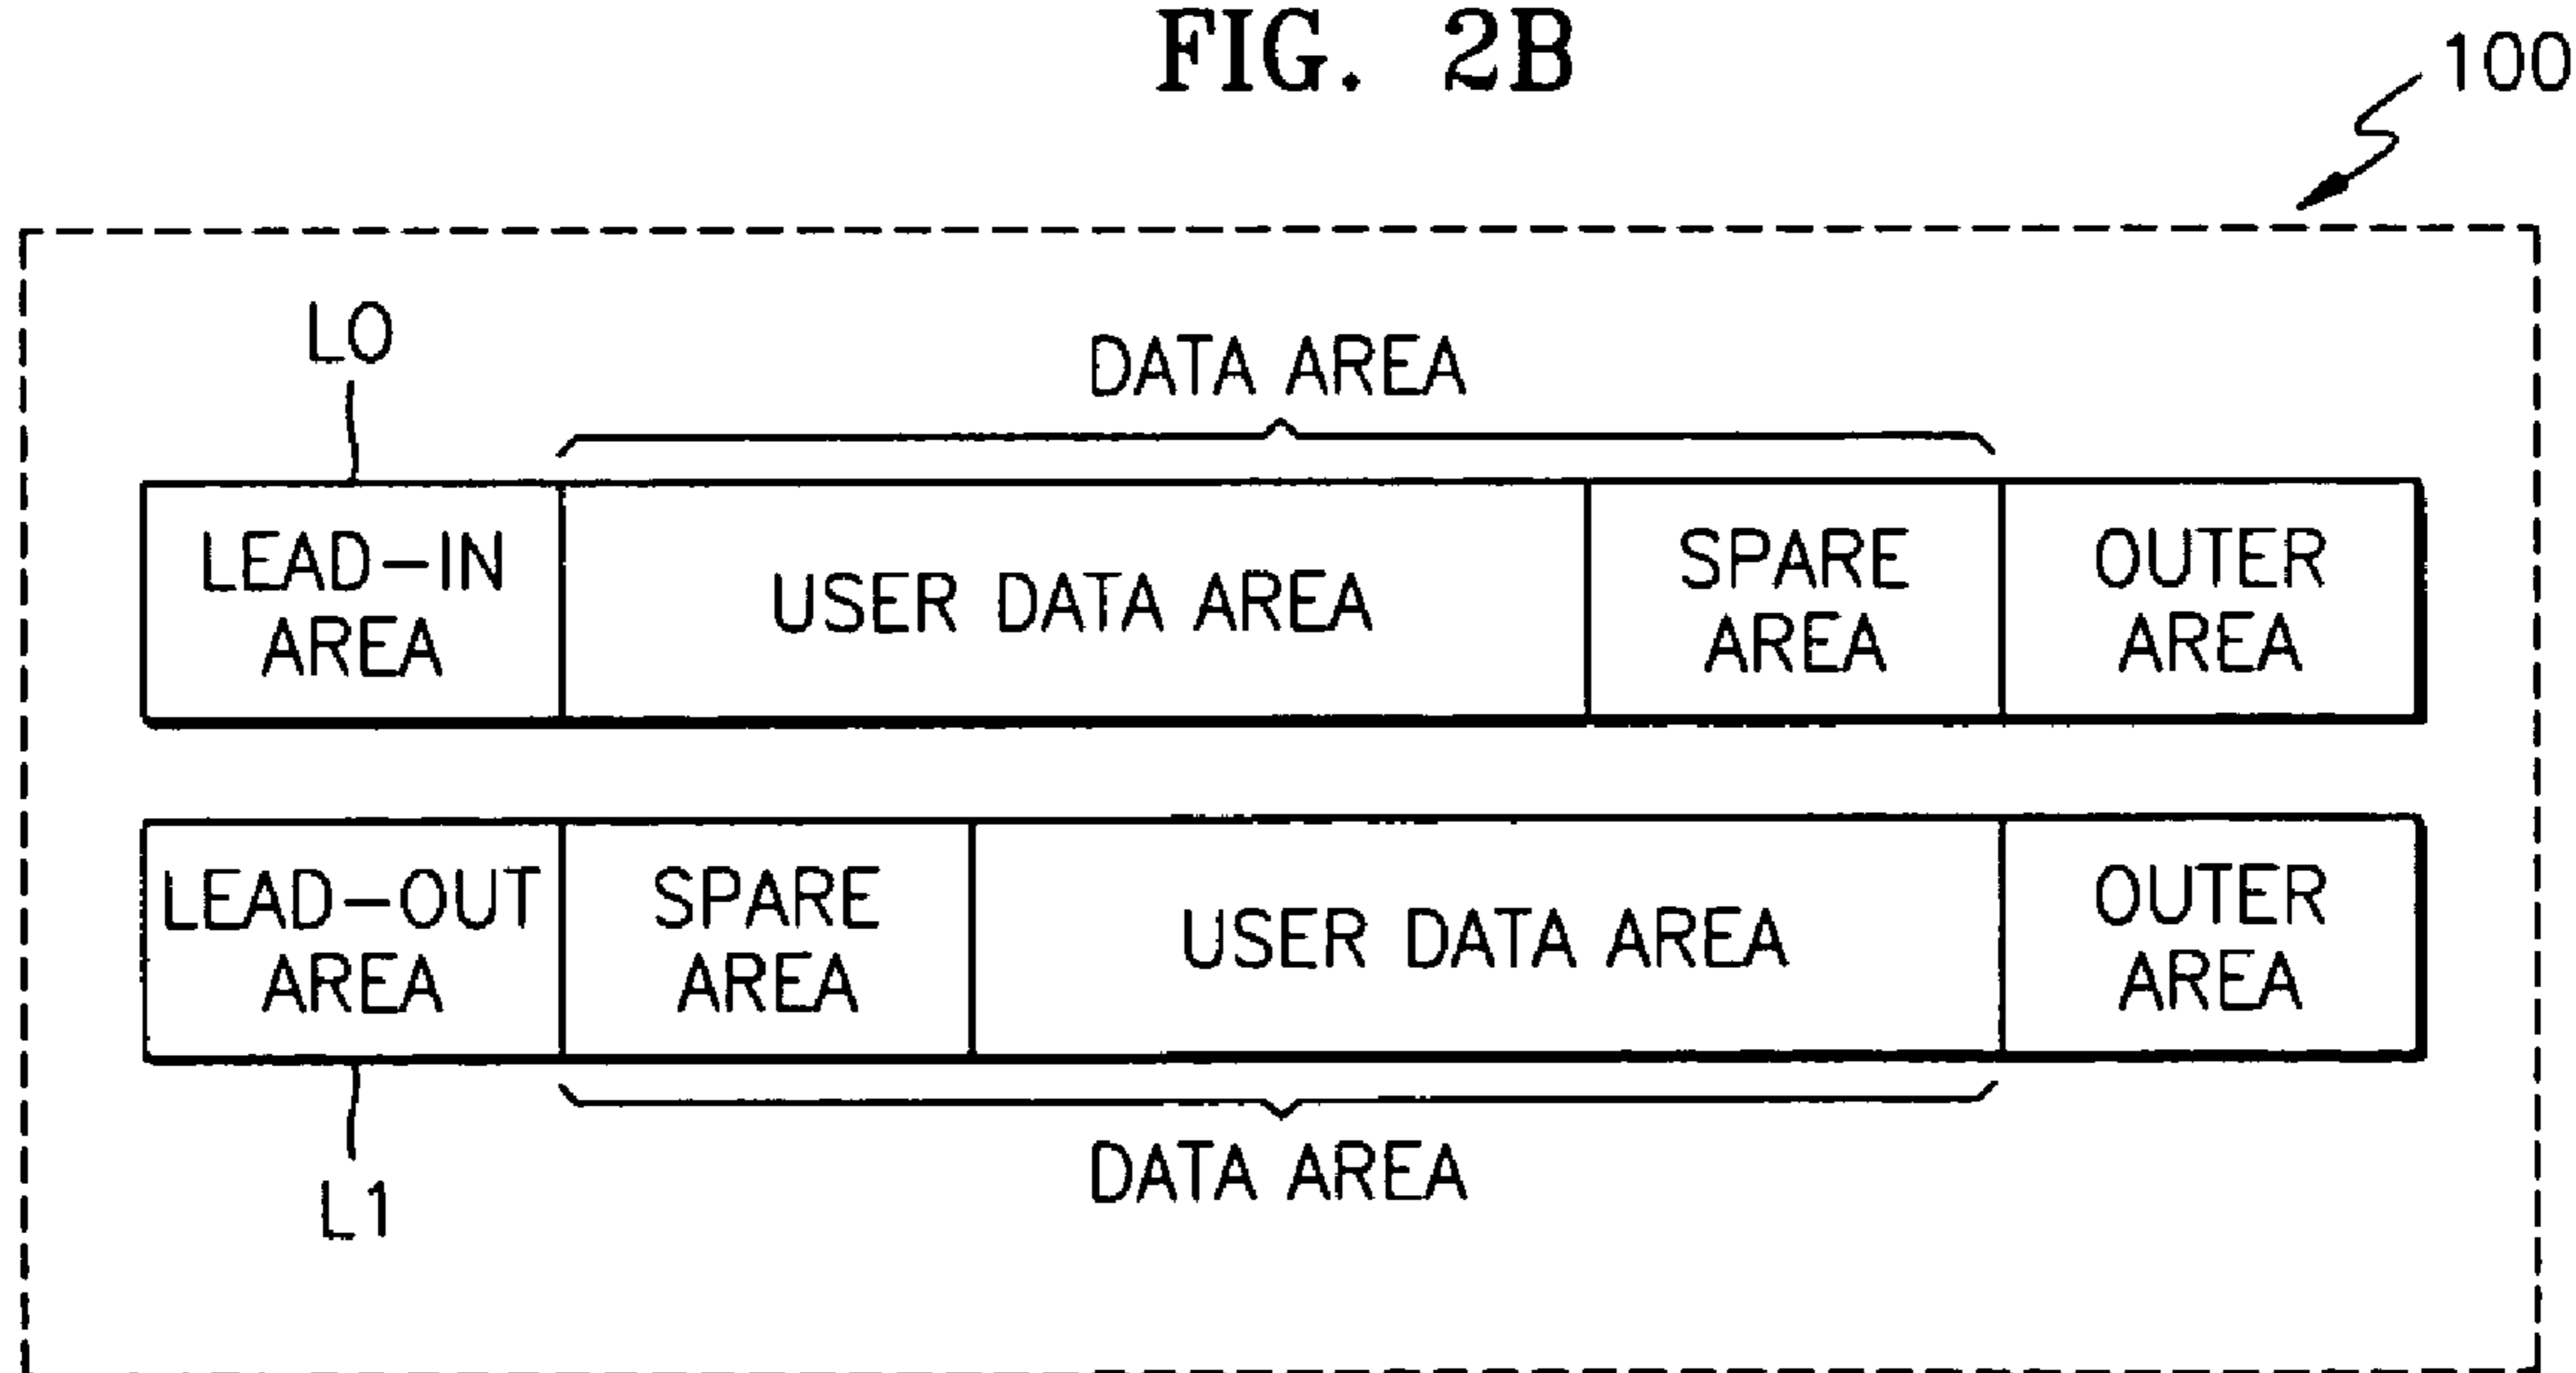 FIG. 2B
100
L0
DATA AREA
LEAD-IN
AREA
USER DATA AREA
SPARE
AREA
OUTER
AREA
LEAD-OUT
AREA
SPARE
AREA
USER DATA AREA
OUTER
AREA
DATA AREA
L1